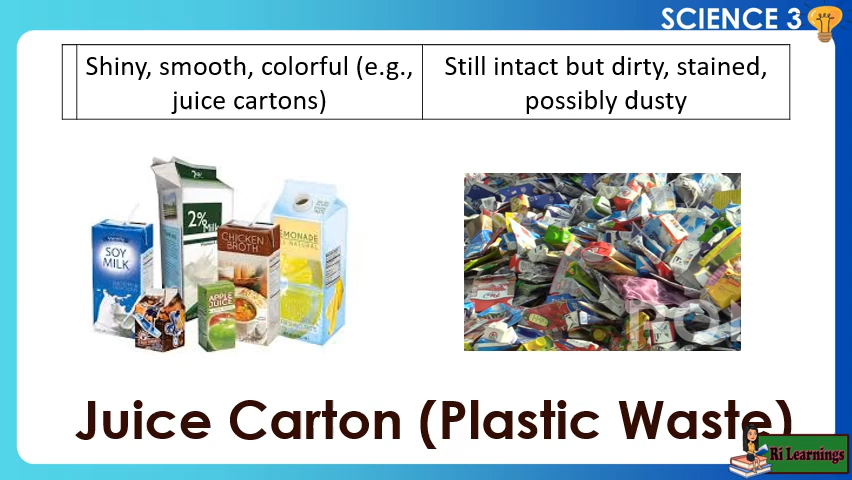 SCIENCE 3
Shiny, smooth, colorful (e.g.,
juice cartons)
Still intact but dirty, stained,
possibly dusty
2%
2%
Milk
SOY
MILK
CHICKEN
BROTH
APPLE
JUICE
Juice Carton (Plastic Waste)
Ri Learnings